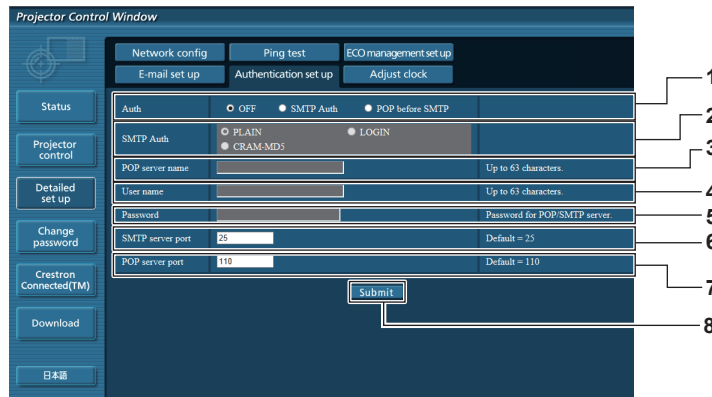 Projector Control Window
Network config
Ping test
ECO management set up
E-mail set up
Authentication set up
Adjust clock
Status
Projector
control
Detailed
set up
Change
password
Crestron
Connected(TM)
Download
日本語
Auth
OFF
SMTP Auth
POP before SMTP
1
SMTP Auth
PLAIN
LOGIN
CRAM-MD5
2
POP server name
Up to 63 characters.
3
User name
Up to 63 characters.
4
Password
Password for POP/SMTP server.
5
SMTP server port
25
Default = 25
6
POP server port
110
Default = 110
7
Submit
8